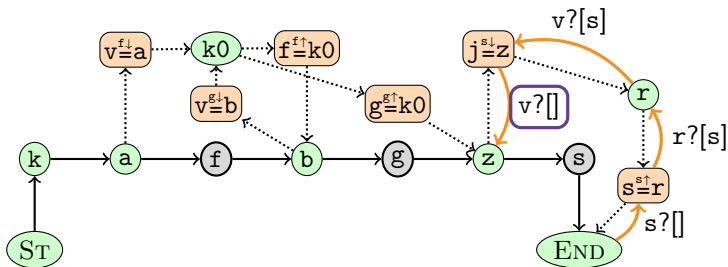 v?[s]
v=f↓a
k0
f=f↑k0
j=s↓z
v=g↓b
g=g↑k0
v?[]
r
r?[s]
k
a
f
b
g
z
s
s=s↑r
s?[]
ST
END